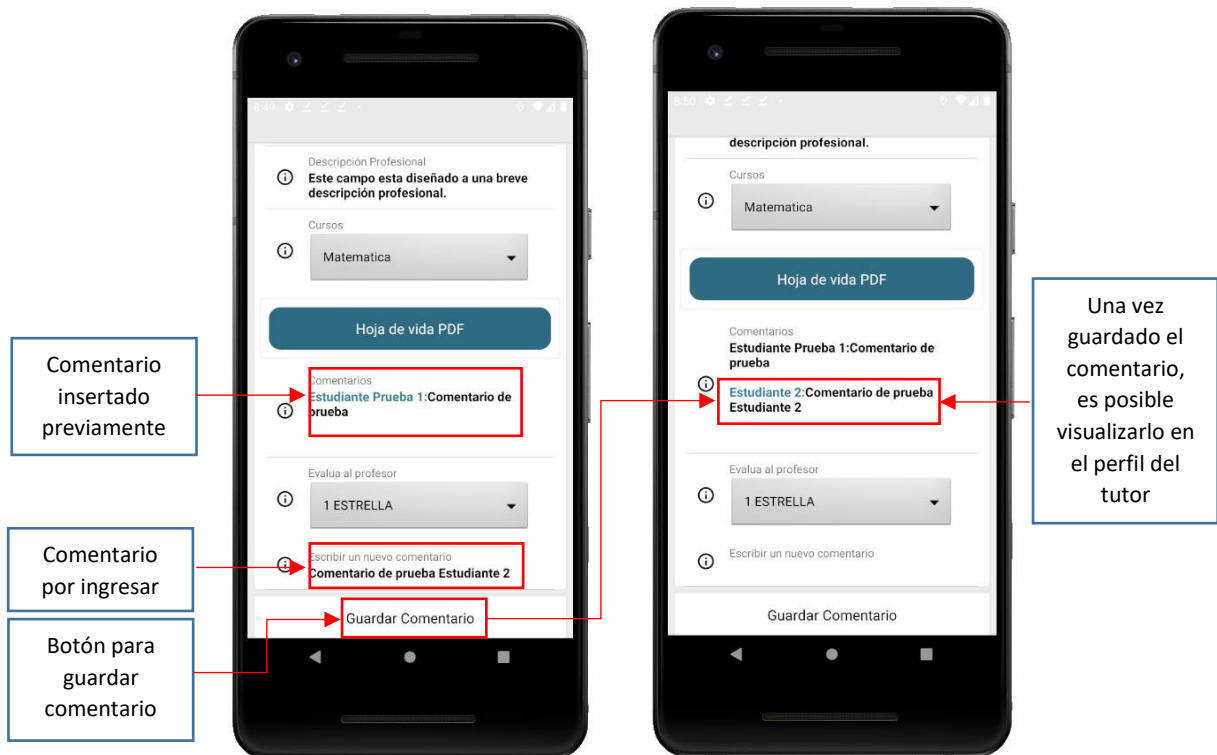 8:49
Descripción Profesional
Este campo esta diseñado a una breve
descripción profesional.
Cursos
Matematica
Hoja de vida PDF
Comentarios
Estudiante Prueba 1:Comentario de
prueba
Evalua al profesor
1 ESTRELLA
Escribir un nuevo comentario
Comentario de prueba Estudiante 2
Guardar Comentario
Comentario
insertado
previamente
Comentario
por ingresar
Botón para
guardar
comentario
8:50
descripción profesional.
Cursos
Matematica
Hoja de vida PDF
Comentarios
Estudiante Prueba 1:Comentario de
prueba
Estudiante 2:Comentario de prueba
Estudiante 2
Evalua al profesor
1 ESTRELLA
Escribir un nuevo comentario
Guardar Comentario
Una vez
guardado el
comentario,
es posible
visualizarlo en
el perfil del
tutor